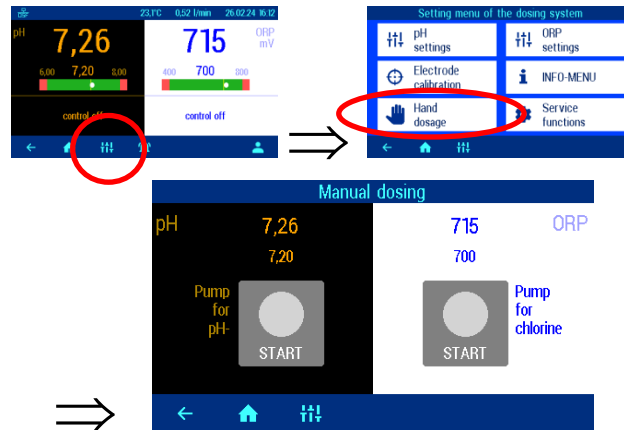 23,1°C 0,52 l/min 26.02.24 16:12
pH 7,26 715 ORP
mV
6,00 7,20 8,00 400 700 800
control off control off
Setting menu of the dosing system
pH
settings
ORP
settings
Electrode
calibration
INFO-MENU
Hand
dosage
Service
functions
Manual dosing
pH 7,26 715 ORP
7,20 700
Pump
for
pH-
START
START
Pump
for
chlorine